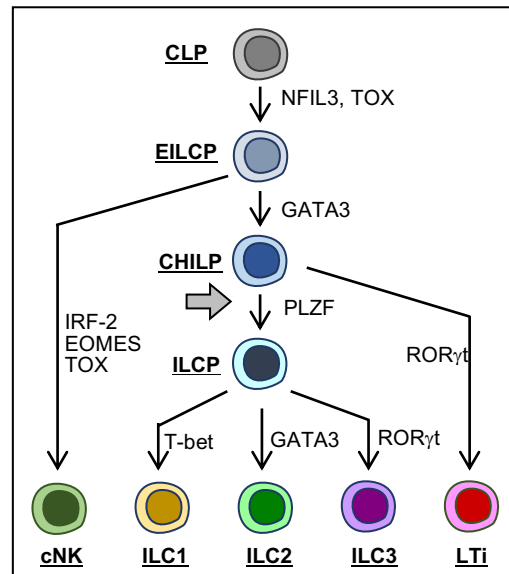 CLP
NFIL3, TOX
EILCP
GATA3
CHILP
PLZF
IRF-2
EOMES
TOX
RORγt
ILCP
T-bet
GATA3
RORγt
cNK
ILC1
ILC2
ILC3
LTi